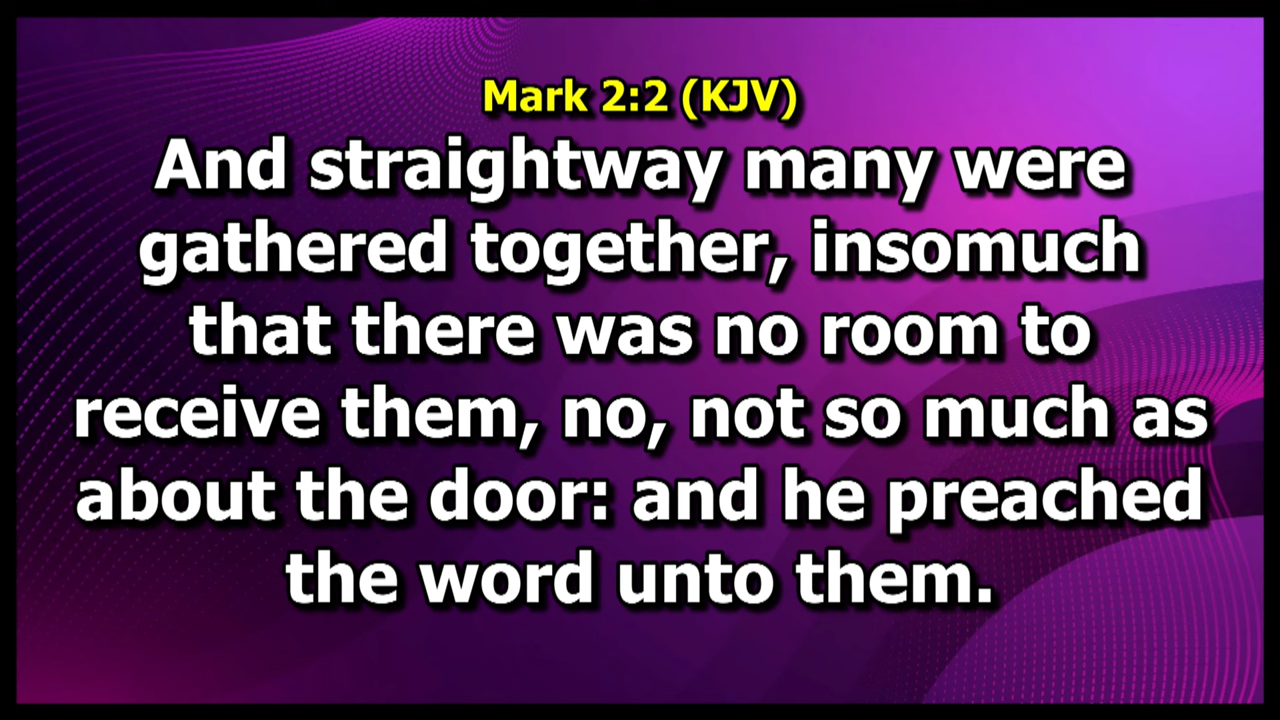 Mark 2:2 (KJV)
And straightway many were
gathered together, insomuch
that there was no room to
receive them, no, not so much as
about the door: and he preached
the word unto them.